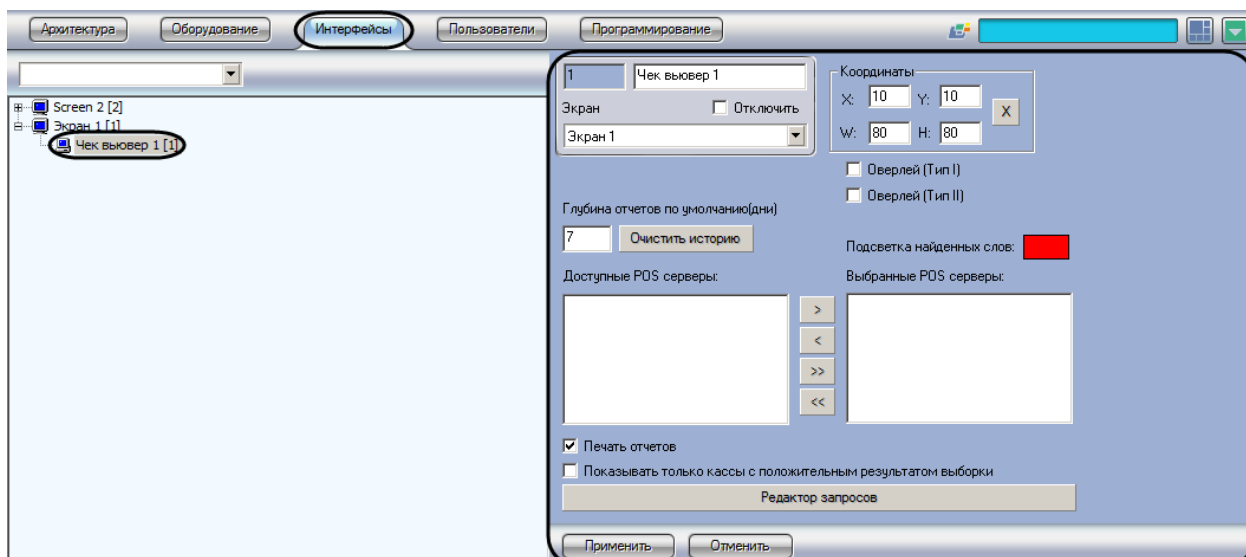 Архитектура Оборудование Интерфейсы Пользователи Программирование
Screen 2 [2]
Экран 1 [1]
Чек вьювер 1 [1]
1 Чек вьювер 1
Экран Отключить
Экран 1
Координаты
X: 10 Y: 10
X
W: 80 H: 80
Оверлей (Тип I)
Оверлей (Тип II)
Глубина отчетов по умолчанию(дни)
7 Очистить историю
Подсветка найденных слов:
Доступные POS серверы: Выбранные POS серверы:
>
<
>>
<<
Печать отчетов
Показывать только кассы с положительным результатом выборки
Редактор запросов
Применить Отменить